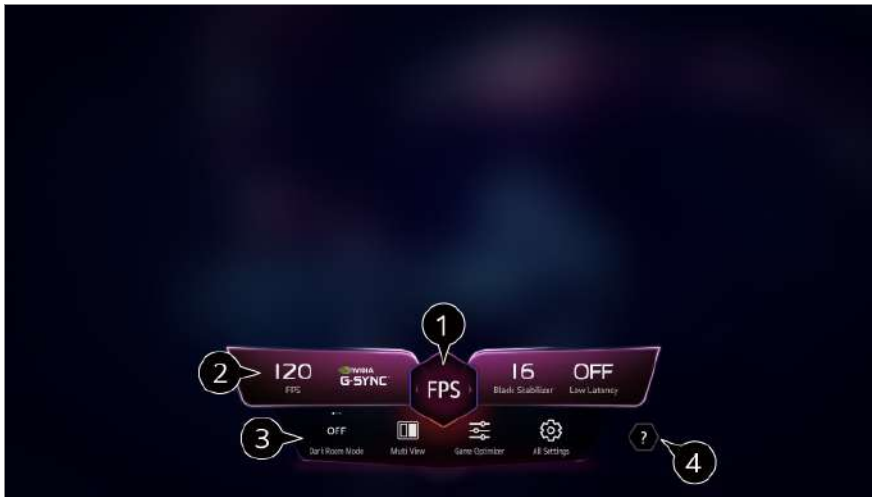 1
2
120
FPS
NVIDIA
G-SYNC
FPS
16
Black Stabilizer
OFF
Low Latency
3
OFF
Dark Room Mode
Multi View
Game Optimizer
All Settings
?
4